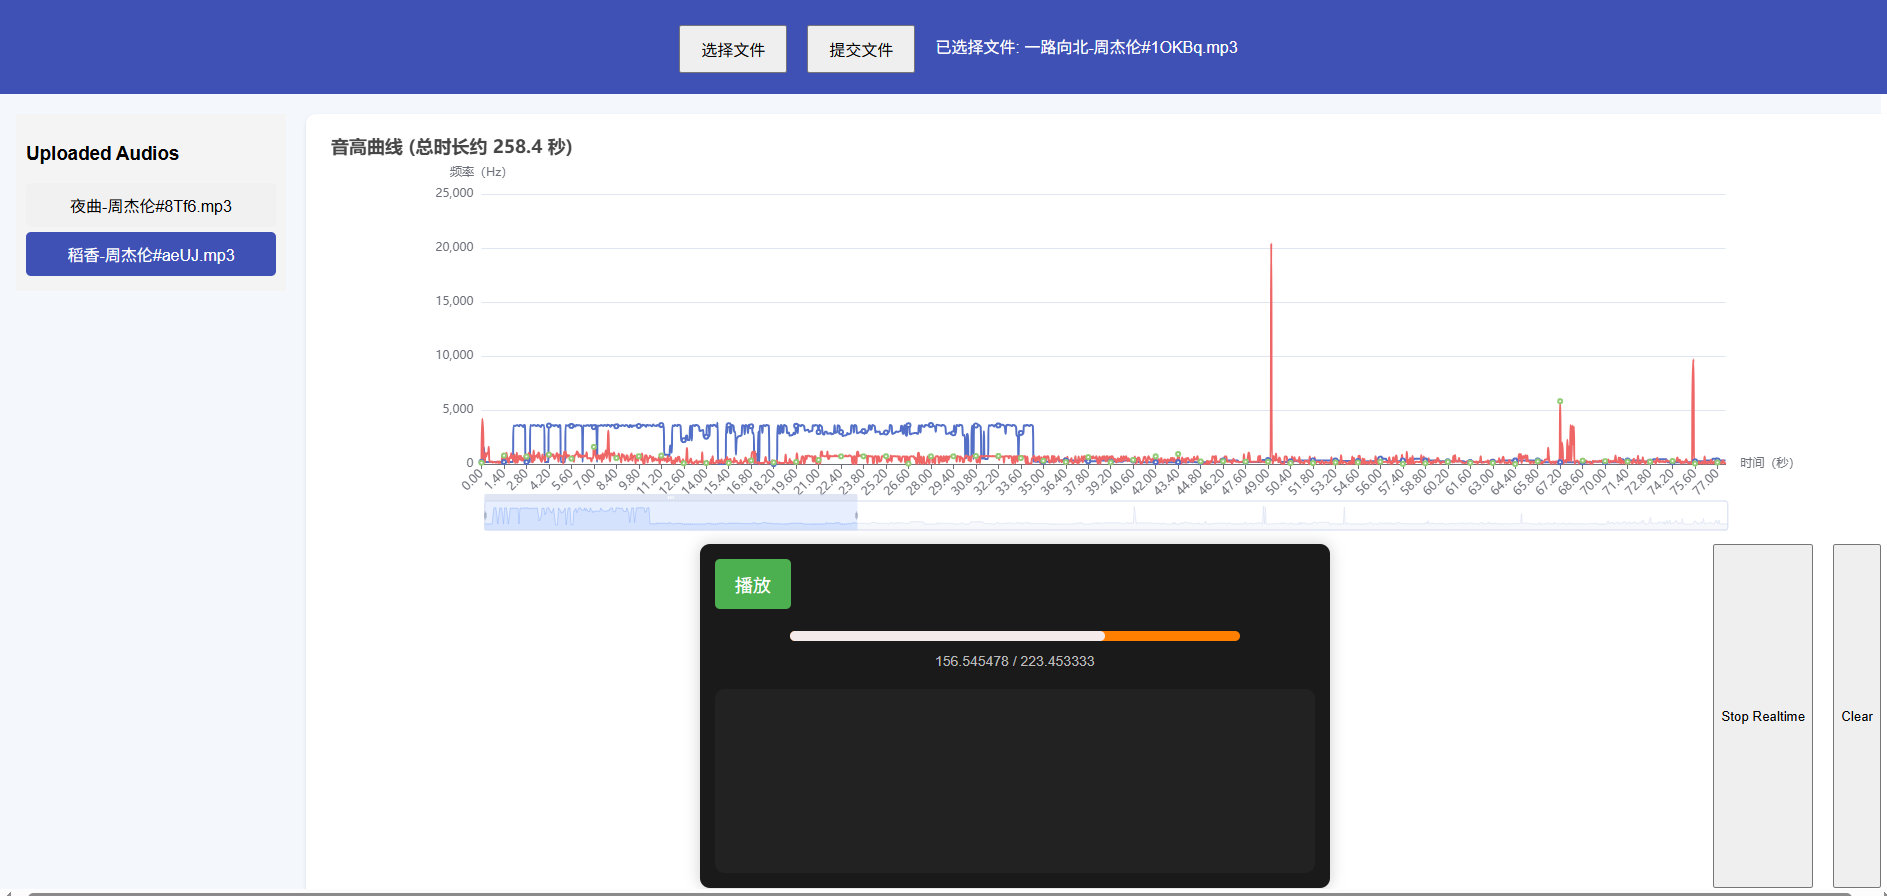 选择文件
提交文件
已选择文件: 一路向北-周杰伦#1OKBq.mp3
Uploaded Audios
夜曲-周杰伦#8Tf6.mp3
稻香-周杰伦#aeUJ.mp3
音高曲线 (总时长约 258.4 秒)
频率（Hz）
25,000
20,000
15,000
10,000
5,000
0
0.00 1.40 2.80 4.20 5.60 7.00 8.40 9.80 11.20 12.60 14.00 15.40 16.80 18.20 19.60 21.00 22.40 23.80 25.20 26.60 28.00 29.40 30.80 32.20 33.60 35.00 36.40 37.80 39.20 40.60 42.00 43.40 44.80 46.20 47.60 49.00 50.40 51.80 53.20 54.60 56.00 57.40 58.80 60.20 61.60 63.00 64.40 65.80 67.20 68.60 70.00 71.40 72.80 74.20 75.60 77.00
时间（秒）
播放
156.545478 / 223.453333
Stop Realtime
Clear